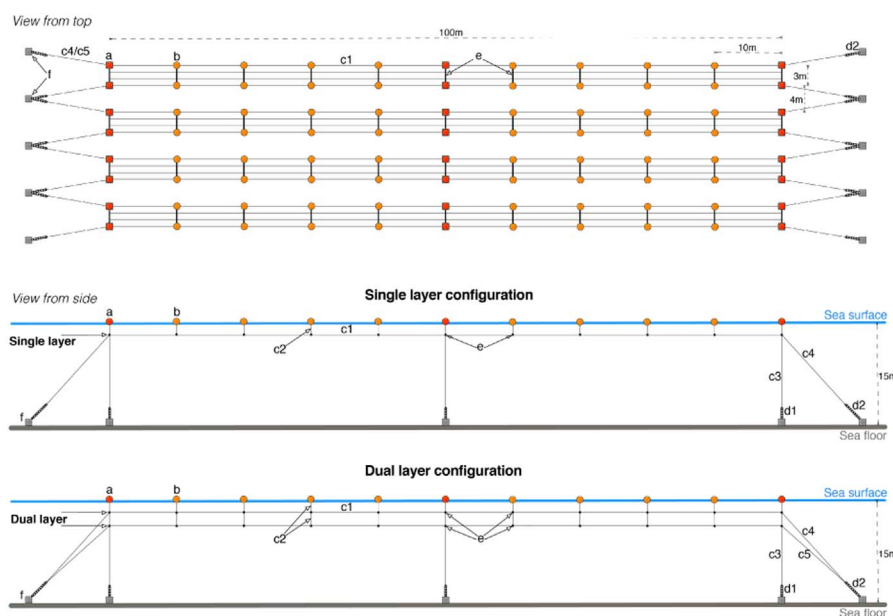 View from top
100m
c4/c5
a
b
c1
e
10m
d2
f
3m
4m
View from side
Single layer configuration
a
b
Sea surface
Single layer
c1
c2
e
c4
c3
15m
f
d1
d2
Sea floor
Dual layer configuration
a
b
Sea surface
Dual layer
c1
c2
e
c4
c3
c5
15m
f
d1
d2
Sea floor